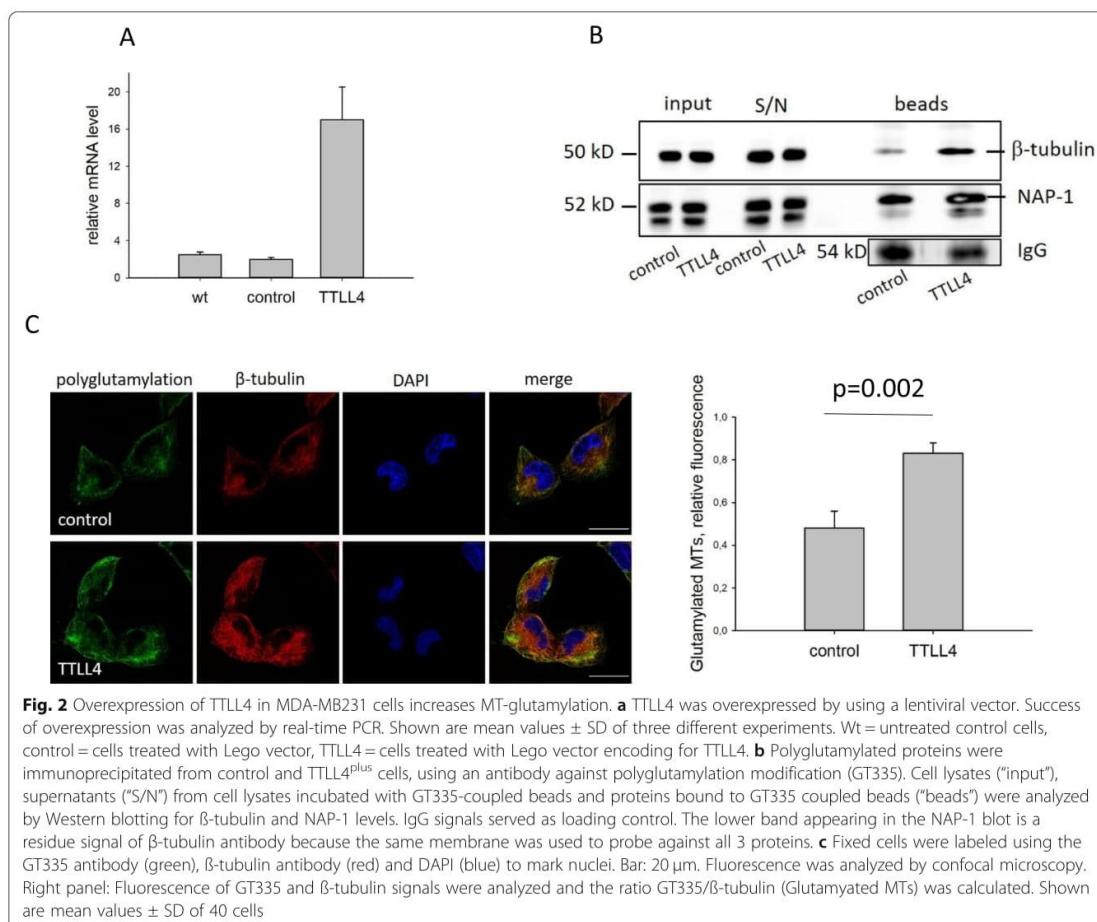 A
relative mRNA level
20
16
12
8
4
0
wt control TTLL4
B
input S/N beads
50 kD
β-tubulin
52 kD
NAP-1
control TTLL4 control TTLL4 54 kD control TTLL4
IgG
C
polyglutamylation β-tubulin DAPI merge
control
TTLL4
p=0.002
Glutamylated MTs, relative fluorescence
1,0
0,8
0,6
0,4
0,2
0,0
control TTLL4
Fig. 2 Overexpression of TTLL4 in MDA-MB231 cells increases MT-glutamylation. a TTLL4 was overexpressed by using a lentiviral vector. Success
of overexpression was analyzed by real-time PCR. Shown are mean values ± SD of three different experiments. Wt = untreated control cells,
control = cells treated with Lego vector, TTLL4 = cells treated with Lego vector encoding for TTLL4. b Polyglutamylated proteins were
immunoprecipitated from control and TTLL4plus cells, using an antibody against polyglutamylation modification (GT335). Cell lysates (“input”),
supernatants (“S/N”) from cell lysates incubated with GT335-coupled beads and proteins bound to GT335 coupled beads (“beads”) were analyzed
by Western blotting for ß-tubulin and NAP-1 levels. IgG signals served as loading control. The lower band appearing in the NAP-1 blot is a
residue signal of β-tubulin antibody because the same membrane was used to probe against all 3 proteins. c Fixed cells were labeled using the
GT335 antibody (green), ß-tubulin antibody (red) and DAPI (blue) to mark nuclei. Bar: 20 μm. Fluorescence was analyzed by confocal microscopy.
Right panel: Fluorescence of GT335 and ß-tubulin signals were analyzed and the ratio GT335/ß-tubulin (Glutamyated MTs) was calculated. Shown
are mean values ± SD of 40 cells